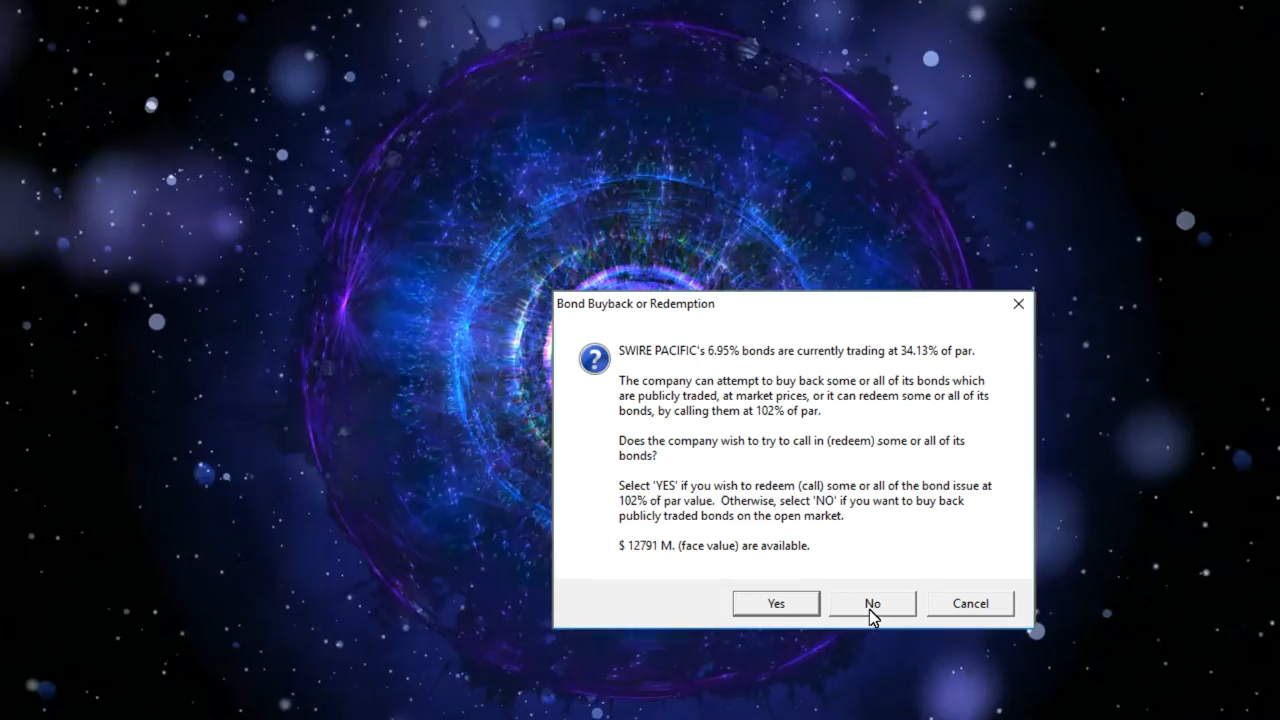 Bond Buyback or Redemption
SWIRE PACIFIC's 6.95% bonds are currently trading at 34.13% of par.
The company can attempt to buy back some or all of its bonds which
are publicly traded, at market prices, or it can redeem some or all of its
bonds, by calling them at 102% of par.
Does the company wish to try to call in (redeem) some or all of its
bonds?
Select 'YES' if you wish to redeem (call) some or all of the bond issue at
102% of par value.  Otherwise, select 'NO' if you want to buy back
publicly traded bonds on the open market.
$ 12791 M. (face value) are available.
Yes No Cancel